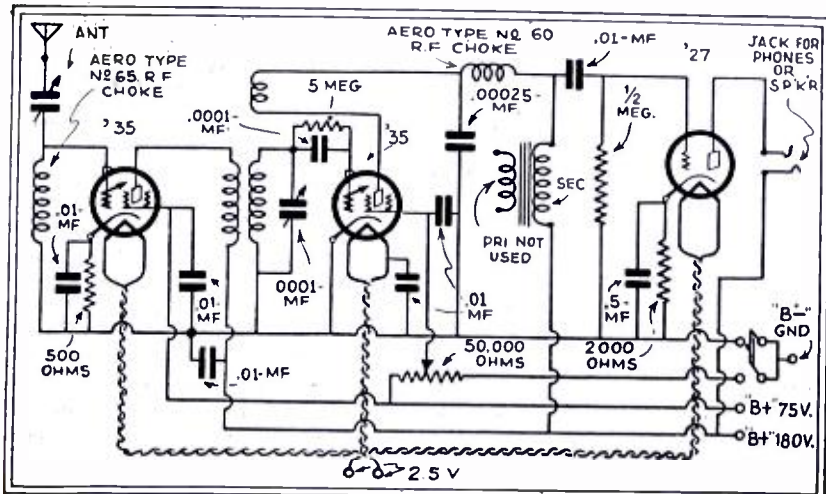 ANT
AERO TYPE
Nº 65. R.F
CHOKE
'35
.01-
MF
500
OHMS
.01-
MF
.01-MF
AERO TYPE Nº 60
R.F. CHOKE
5 MEG
.0001-
MF.
'35
.0001-
MF
.00025-
MF
PRI NOT
USED
SEC
.01
MF
50,000
OHMS
.01-MF
'27
1/2
MEG.
JACK FOR
PHONES
OR
SP'K'R
.5-
MF
2000
OHMS
"B-"
GND
"B+" 75V.
"B+" 180V.
2.5 V